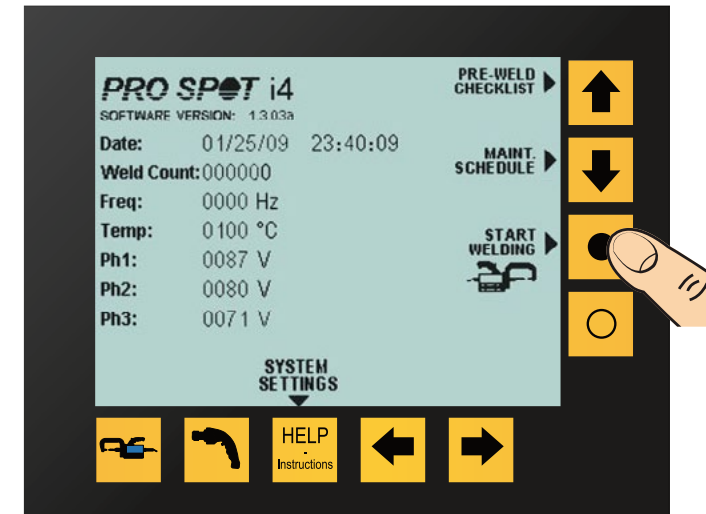 PRO SPOT i4
SOFTWARE VERSION: 1.3.03a
Date: 01/25/09 23:40:09
Weld Count: 000000
Freq: 0000 Hz
Temp: 0100 °C
Ph1: 0087 V
Ph2: 0080 V
Ph3: 0071 V
PRE-WELD
CHECKLIST
MAINT.
SCHEDULE
START
WELDING
SYSTEM
SETTINGS
HELP
-
Instructions